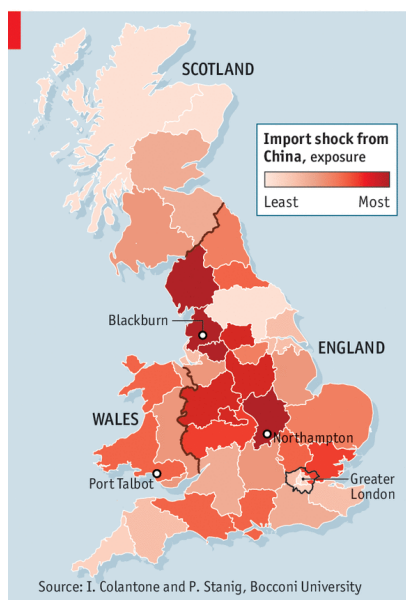 SCOTLAND
Import shock from
China, exposure
Least Most
Blackburn
ENGLAND
WALES
Northampton
Port Talbot
Greater
London
Source: I. Colantone and P. Stanig, Bocconi University